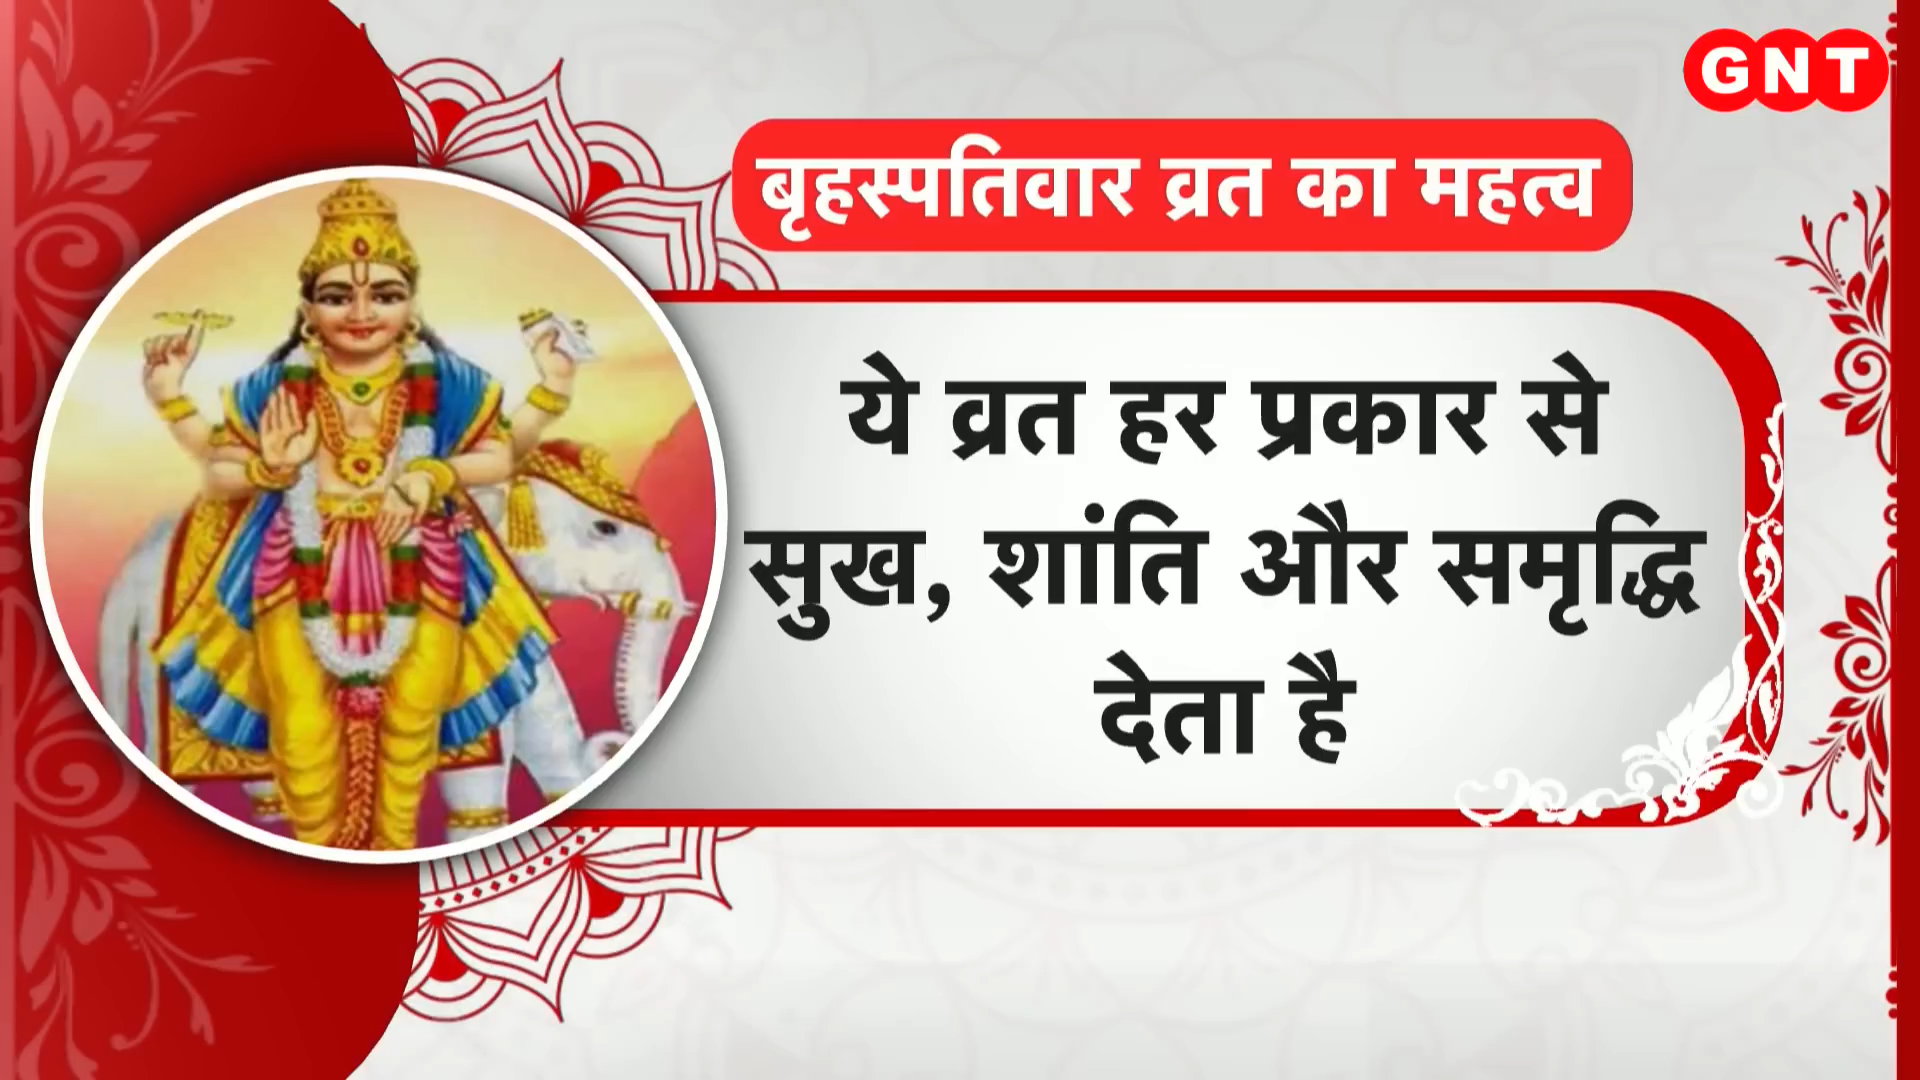 GNT
बृहस्पतिवार व्रत का महत्व
ये व्रत हर प्रकार से
सुख, शांति और समृद्धि
देता है